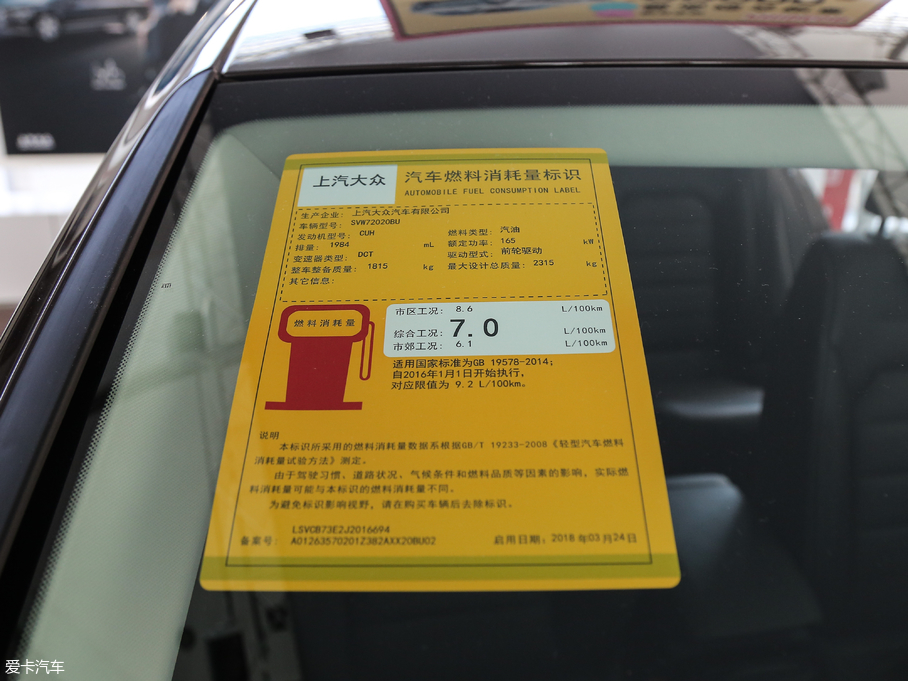 上汽大众
汽车燃料消耗量标识
AUTOMOBILE FUEL CONSUMPTION LABEL
生产企业: 上汽大众汽车有限公司
车辆型号: SVW72020BU
发动机型号: CUH 燃料类型: 汽油
排量: 1984 mL 额定功率: 165 kW
变速器类型: DCT 驱动型式: 前轮驱动
整车整备质量: 1815 kg 最大设计总质量: 2315 kg
其它信息:
燃料消耗量
市区工况: 8.6 L/100km
综合工况: 7.0 L/100km
市郊工况: 6.1 L/100km
适用国家标准为GB 19578-2014;
自2016年1月1日开始执行,
对应限值为 9.2 L/100km。
说明
本标识所采用的燃料消耗量数据系根据GB/T 19233-2008《轻型汽车燃料
消耗量试验方法》测定。
由于驾驶习惯、道路状况、气候条件和燃料品质等因素的影响, 实际燃
料消耗量可能与本标识的燃料消耗量不同。
为避免标识影响视野, 请在购买车辆后去除标识。
LSVCB73E2J2016694
备案号: A01263570201Z382AXX20BU02 启用日期: 2018年03月24日
爱卡汽车